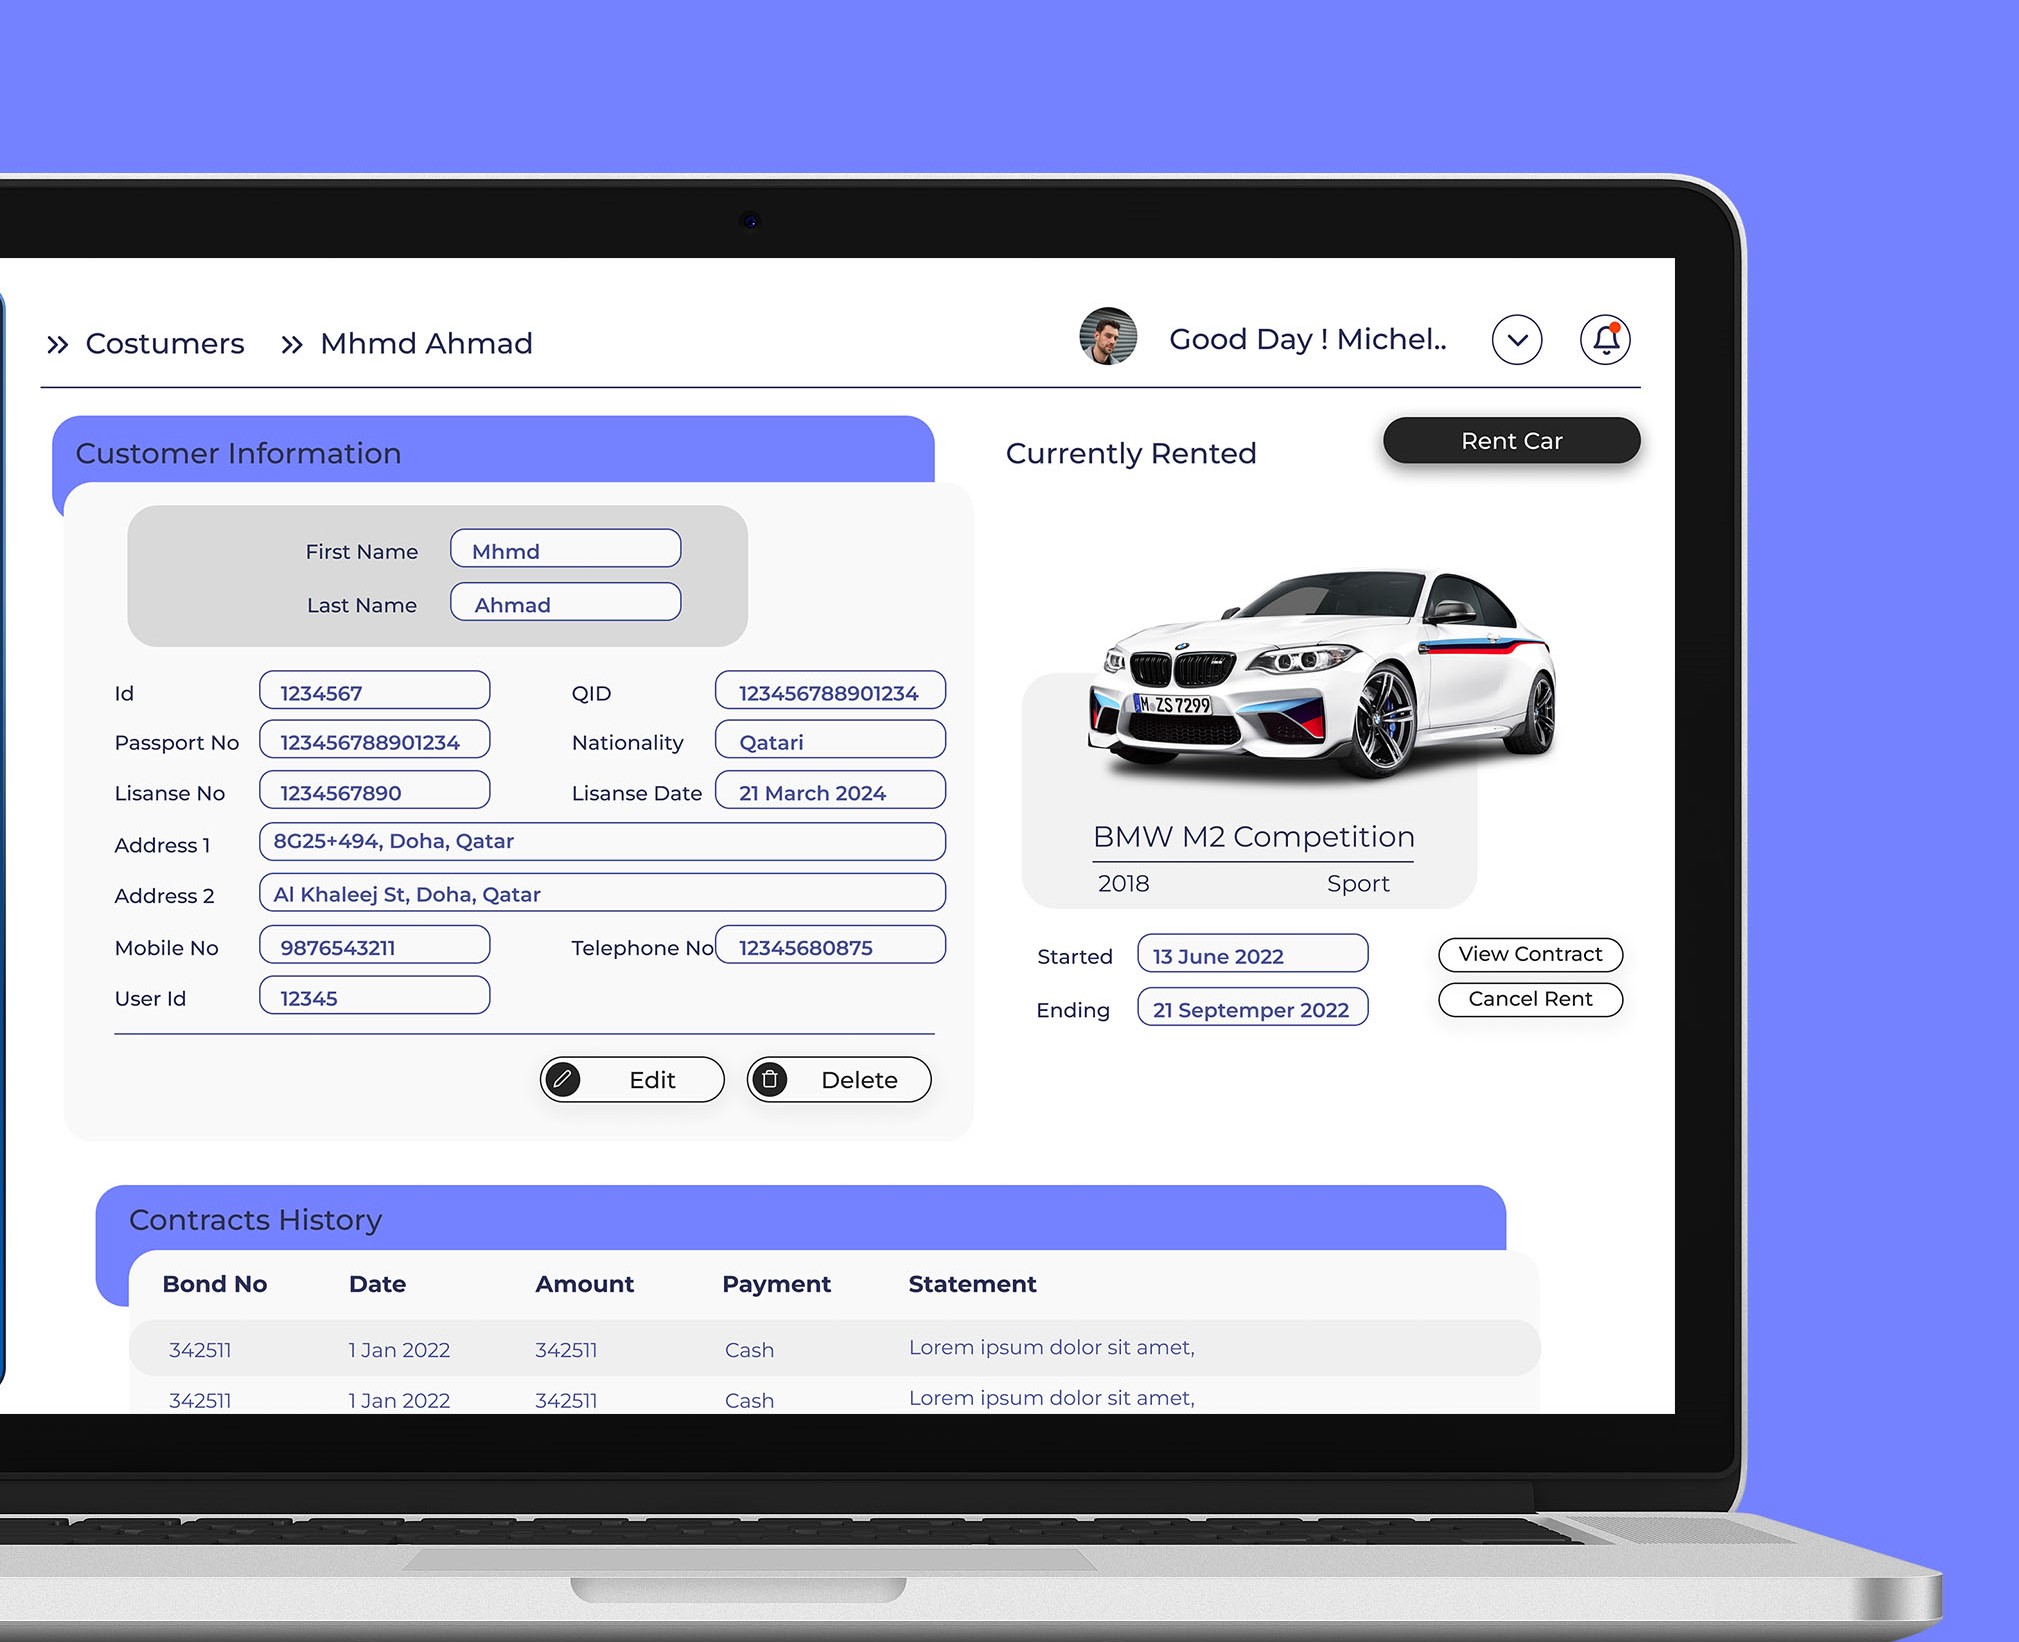 Costumers Mhmd Ahmad
Good Day ! Michel..
Customer Information
First Name Mhmd
Last Name Ahmad
Id 1234567 QID 123456788901234
Passport No 123456788901234 Nationality Qatari
Lisanse No 1234567890 Lisanse Date 21 March 2024
Address 1 8G25+494, Doha, Qatar
Address 2 Al Khaleej St, Doha, Qatar
Mobile No 9876543211 Telephone No 12345680875
User Id 12345
Edit Delete
Currently Rented
Rent Car
M ZS 7299
BMW M2 Competition
2018 Sport
Started 13 June 2022
Ending 21 Septemper 2022
View Contract
Cancel Rent
Contracts History
Bond No Date Amount Payment Statement
342511 1 Jan 2022 342511 Cash Lorem ipsum dolor sit amet,
342511 1 Jan 2022 342511 Cash Lorem ipsum dolor sit amet,